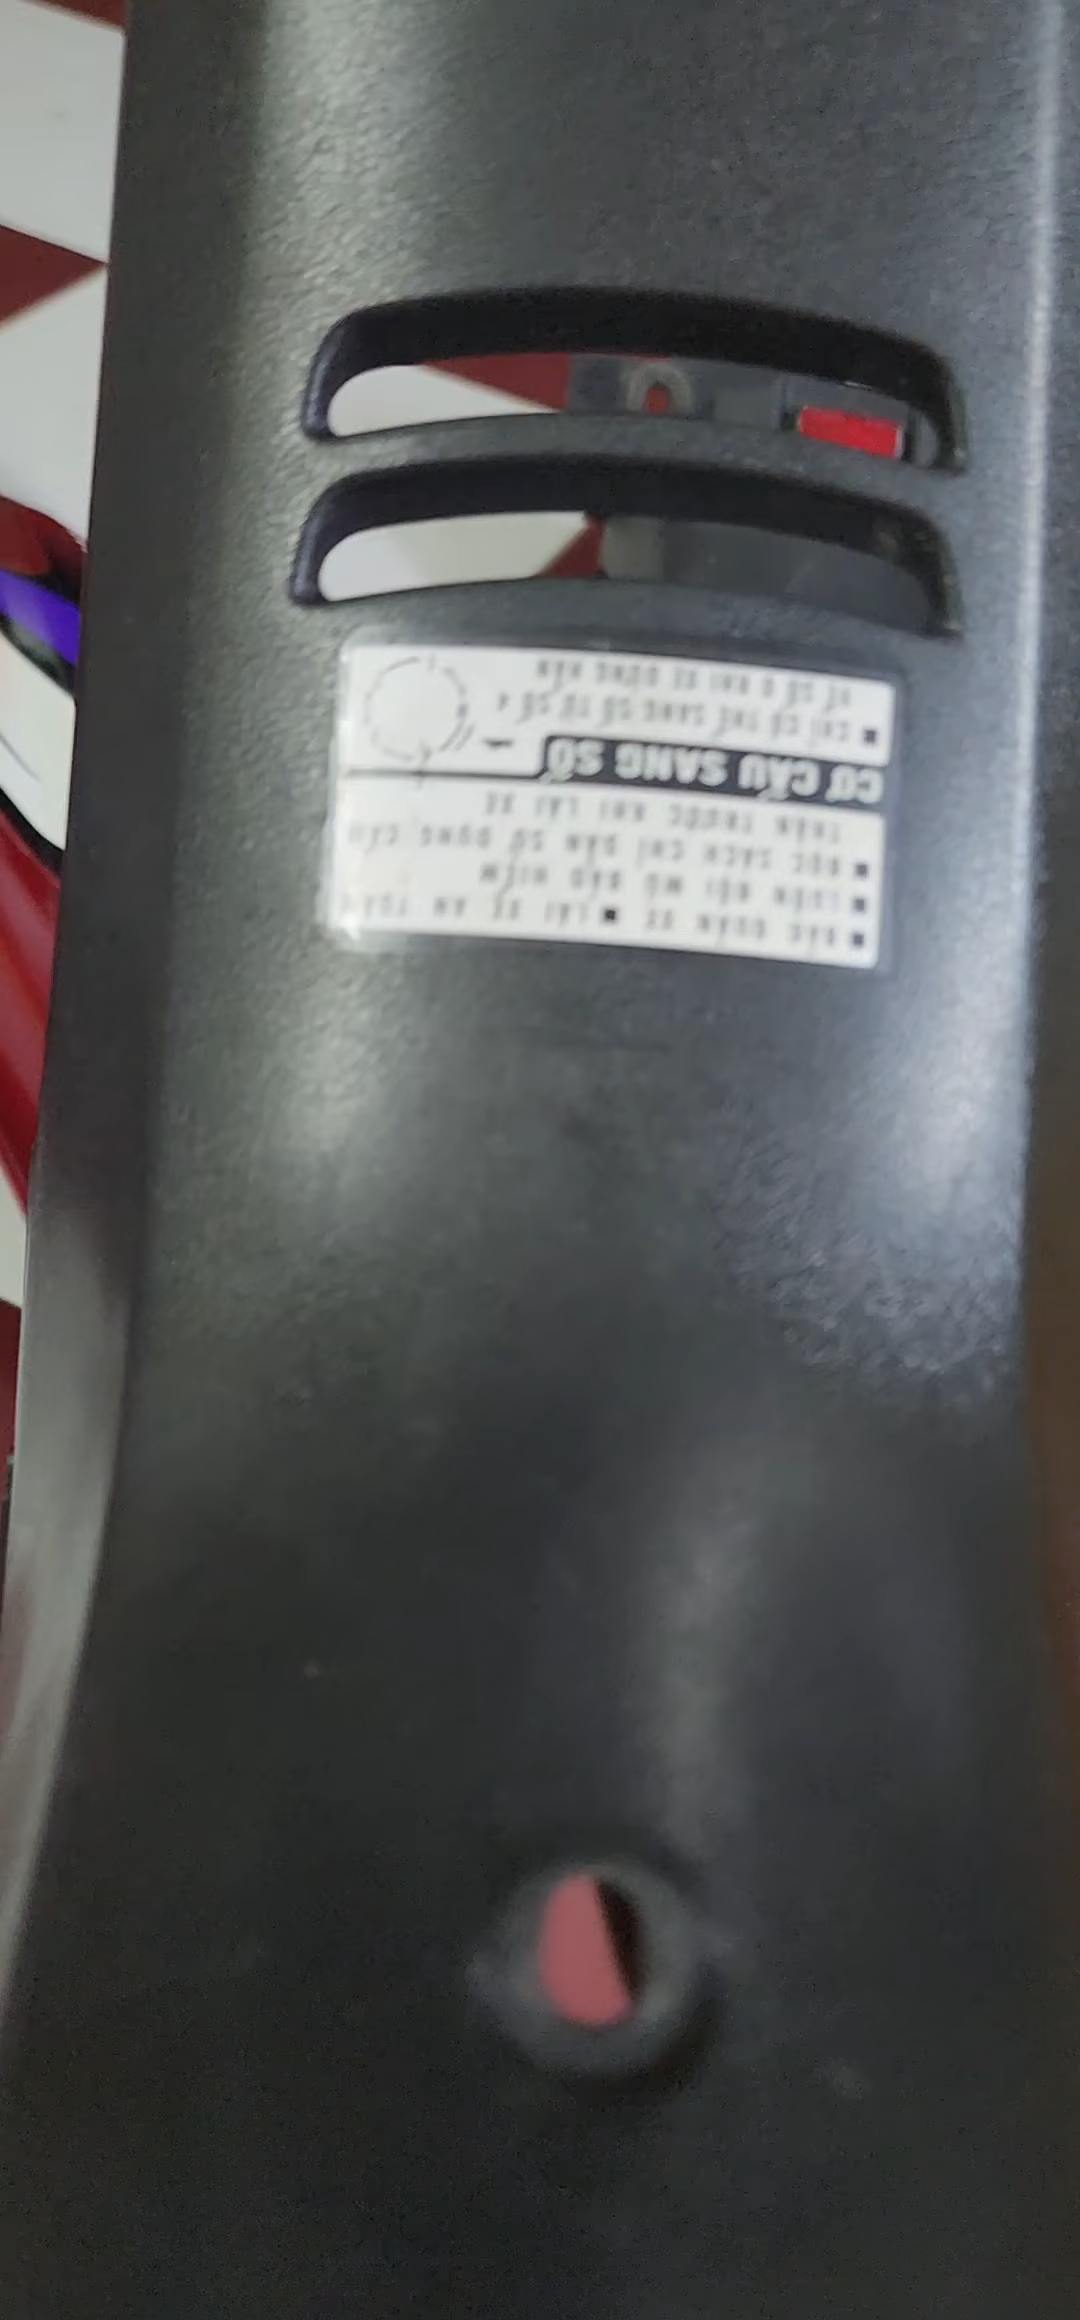 ■ BẢO QUẢN XE ■ LÁI XE AN TOÀN
■ LUÔN ĐỘI MŨ BẢO HIỂM
■ ĐỌC SÁCH CHỈ DẪN SỬ DỤNG CẨN
THẬN TRƯỚC KHI LÁI XE
CƠ CẤU SANG SỐ
■ CHỈ CÓ THỂ SANG SỐ TỪ SỐ 4
VỀ SỐ 0 KHI XE DỪNG HẲN